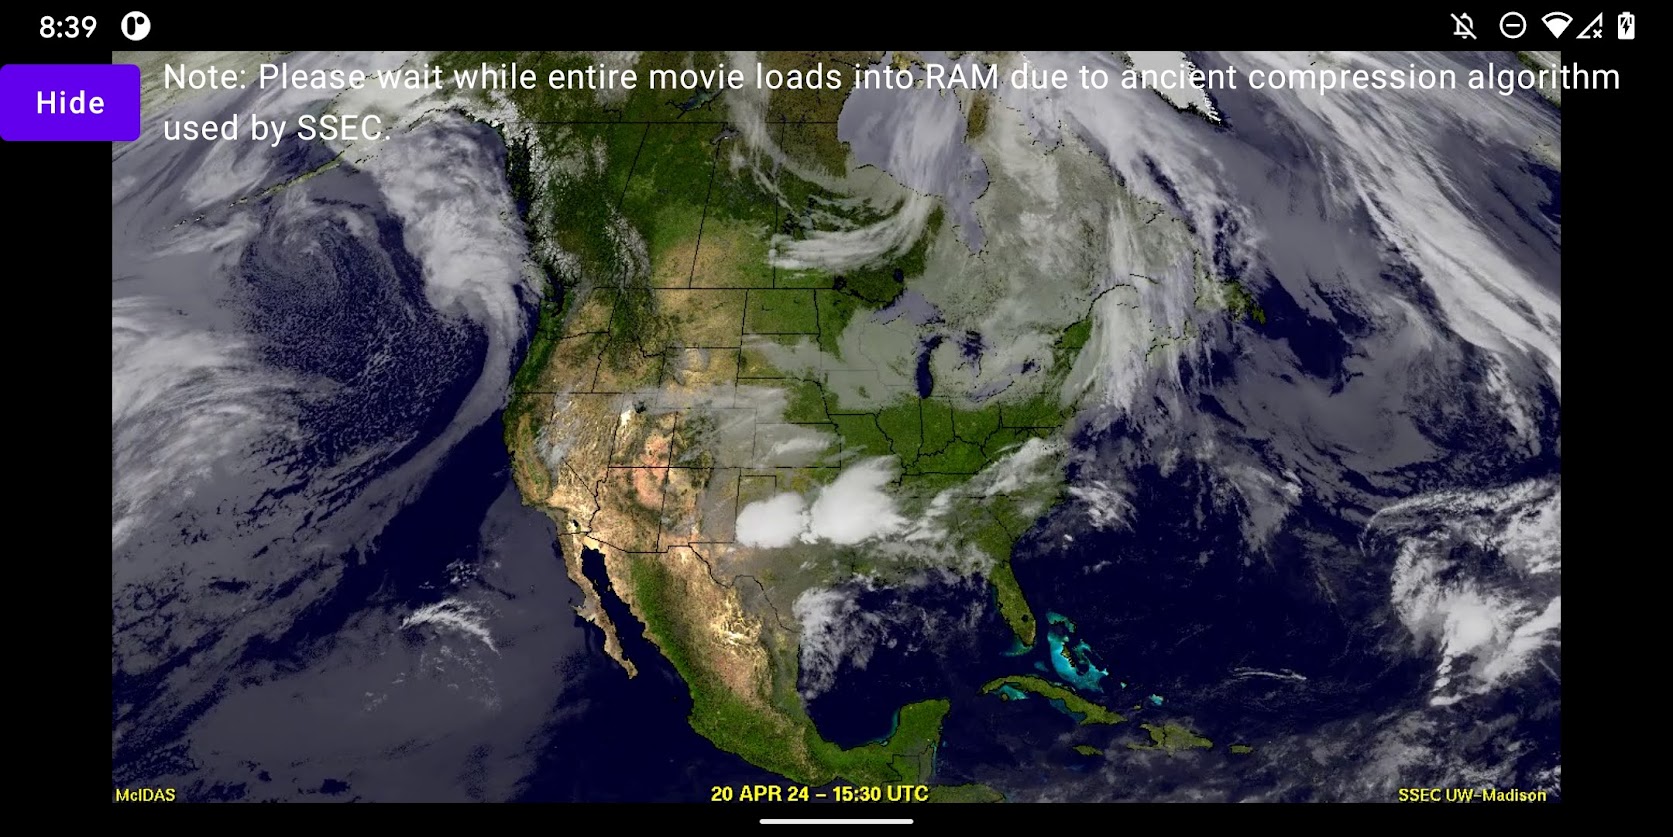 8:39
Hide
Note: Please wait while entire movie loads into RAM due to ancient compression algorithm
used by SSEC.
McIDAS
20 APR 24 – 15:30 UTC
SSEC UW-Madison